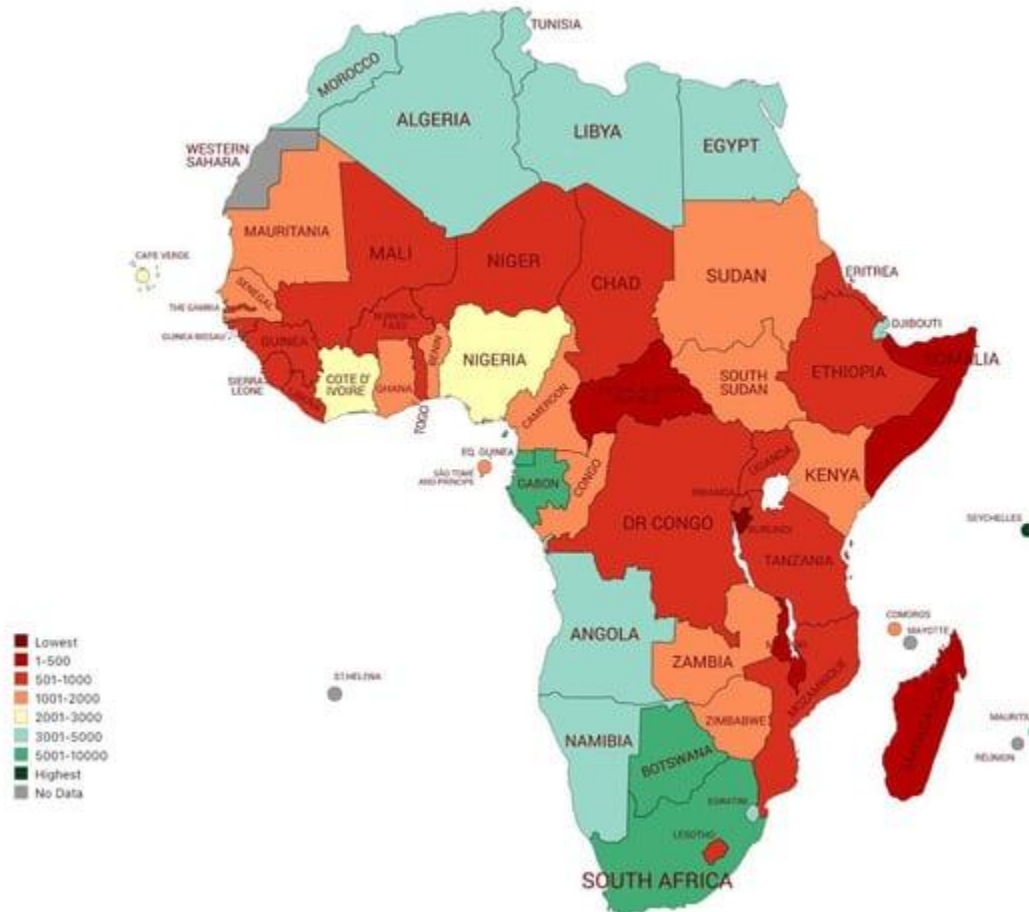 TUNISIA
MOROCCO
ALGERIA
LIBYA
EGYPT
WESTERN
SAHARA
MAURITANIA
MALI
NIGER
CHAD
SUDAN
ERITREA
CAPE VERDE
SENEGAL
THE GAMBIA
GUINEA BISSAU
GUINEA
BURKINA
FASO
BENIN
NIGERIA
DJIBOUTI
SOMALIA
ETHIOPIA
SIERRA
LEONE
COTE D'
IVOIRE
GHANA
TOGO
CAMEROON
SOUTH
SUDAN
EQ. GUINEA
SÃO TOME
AND PRINCIPE
GABON
CONGO
UGANDA
KENYA
RWANDA
DR CONGO
BURUNDI
SEYCHELLES
TANZANIA
ANGOLA
COMOROS
MAYOTTE
ZAMBIA
MOZAMBIQUE
ST.HELENA
ZIMBABWE
NAMIBIA
BOTSWANA
MAURITIU
REUNION
ESWATINI
LESOTHO
SOUTH AFRICA
Lowest
1-500
501-1000
1001-2000
2001-3000
3001-5000
5001-10000
Highest
No Data